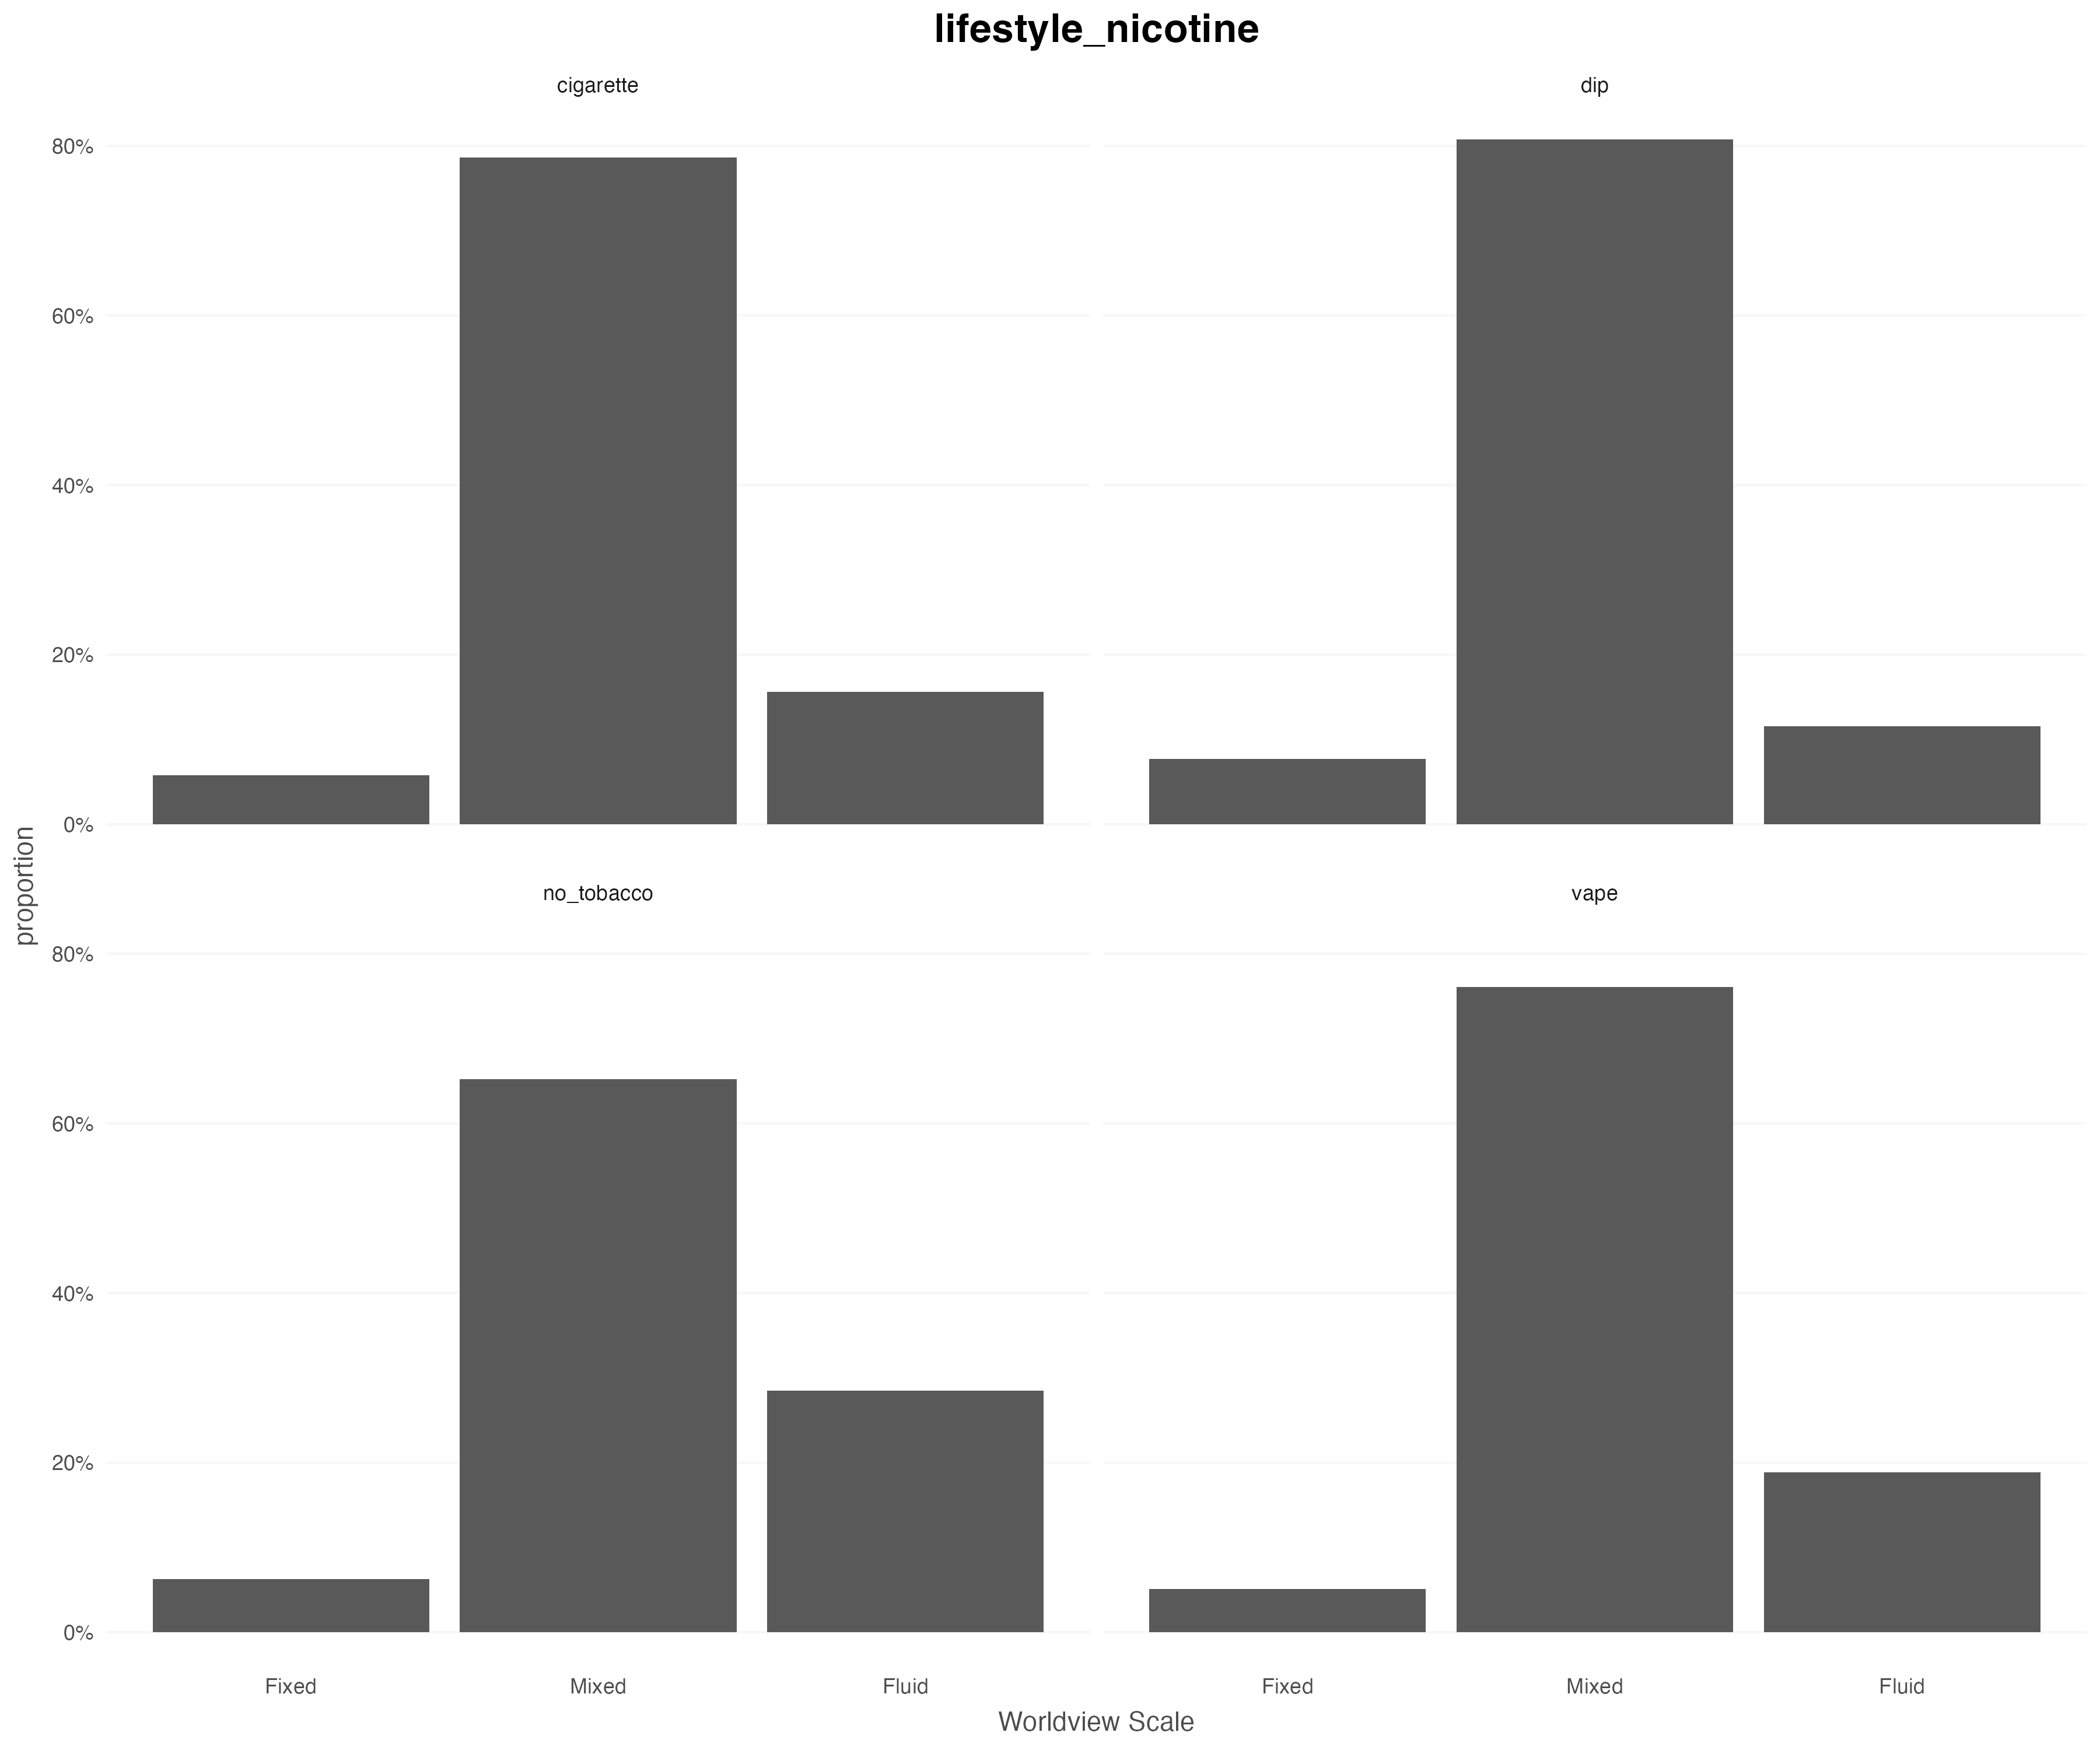 lifestyle_nicotine
cigarette
dip
80%
60%
40%
20%
0%
no_tobacco
vape
80%
60%
40%
20%
0%
proportion
Fixed
Mixed
Fluid
Fixed
Mixed
Fluid
Worldview Scale